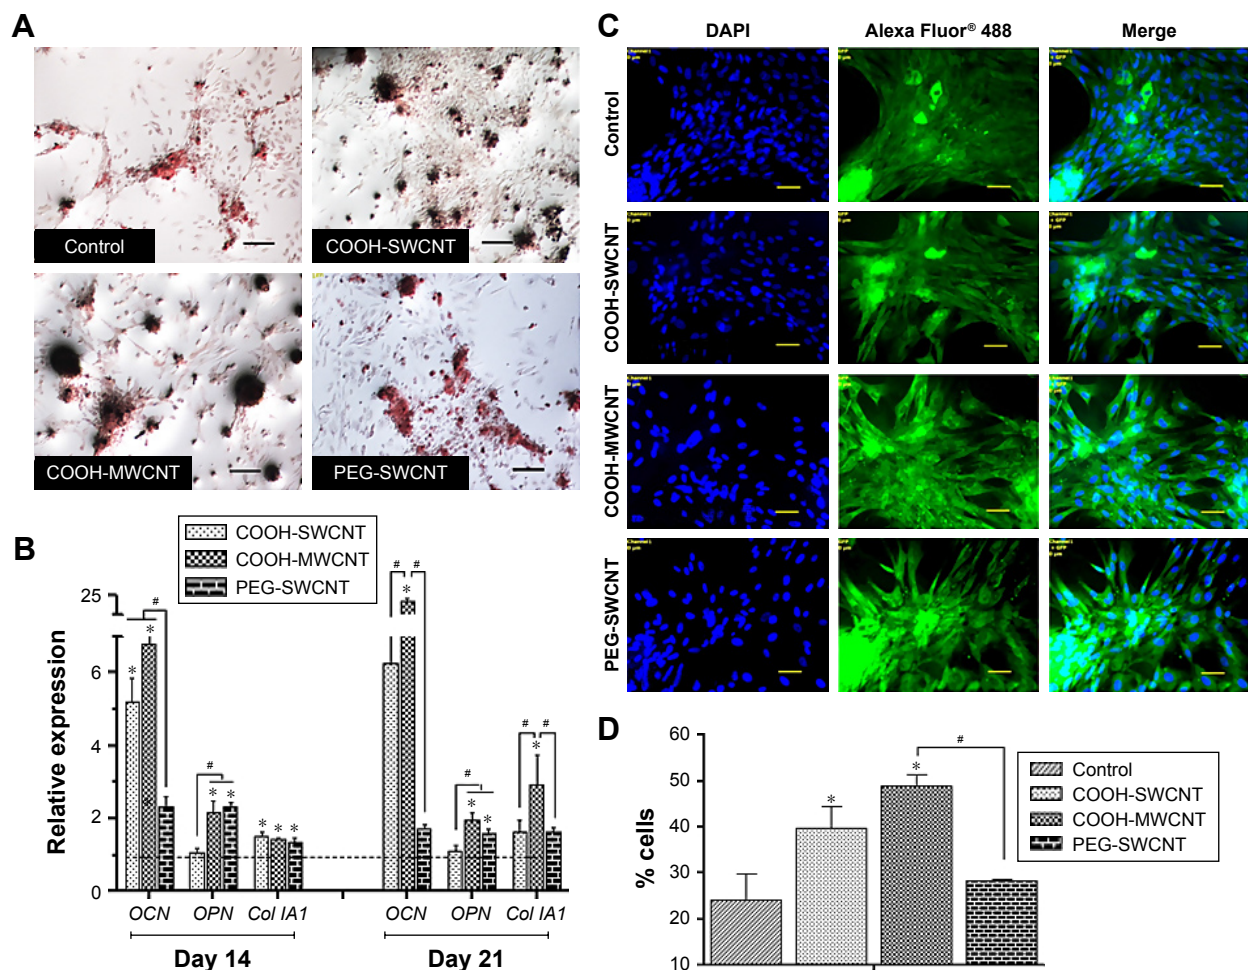 A
Control
COOH-SWCNT
COOH-MWCNT
PEG-SWCNT
B
COOH-SWCNT
COOH-MWCNT
PEG-SWCNT
Relative expression
25
6
4
2
0
# * *
# * *
* * *
# # *
# * *
# # *
OCN OPN Col IA1 OCN OPN Col IA1
Day 14 Day 21
C
DAPI Alexa Fluor® 488 Merge
Control
COOH-SWCNT
COOH-MWCNT
PEG-SWCNT
D
% cells
60
50
40
30
20
10
* * #
Control
COOH-SWCNT
COOH-MWCNT
PEG-SWCNT